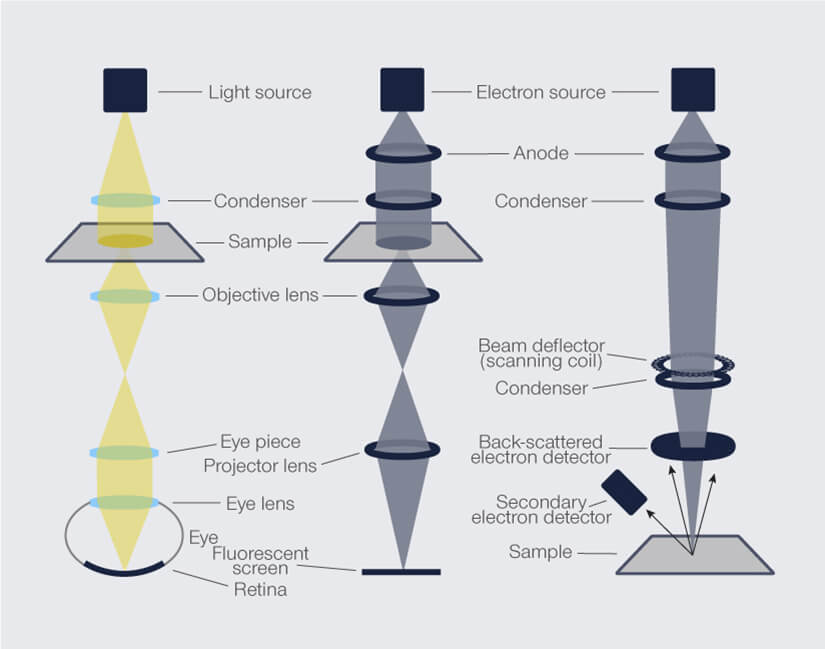 Light source
Electron source
Anode
Condenser
Condenser
Sample
Objective lens
Beam deflector
(scanning coil)
Condenser
Eye piece
Projector lens
Back-scattered
electron detector
Eye lens
Secondary
electron detector
Eye
Fluorescent
screen
Sample
Retina